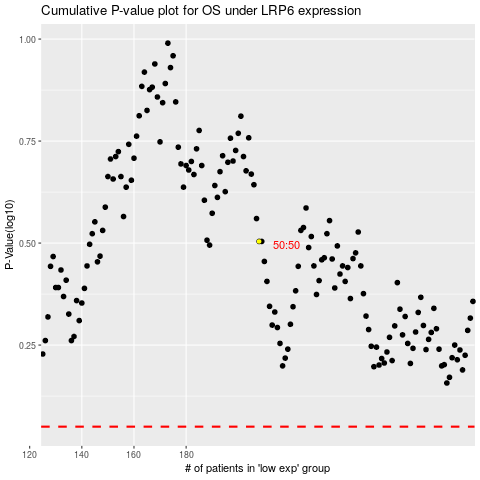 Cumulative P-value plot for OS under LRP6 expression
P-Value(log10)
1.00
0.75
0.50
0.25
50:50
120 140 160 180
# of patients in 'low exp' group